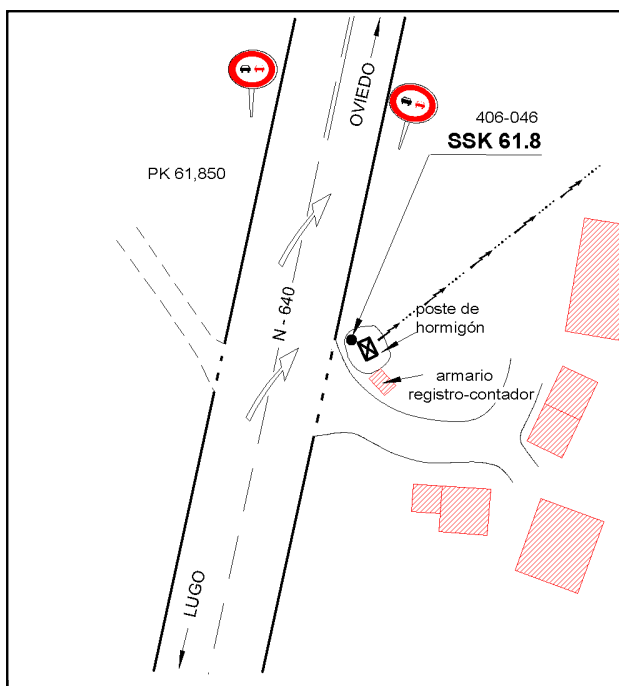 OVIEDO
406-046
SSK 61.8
PK 61,850
N - 640
poste de
hormigón
armario
registro-contador
LUGO